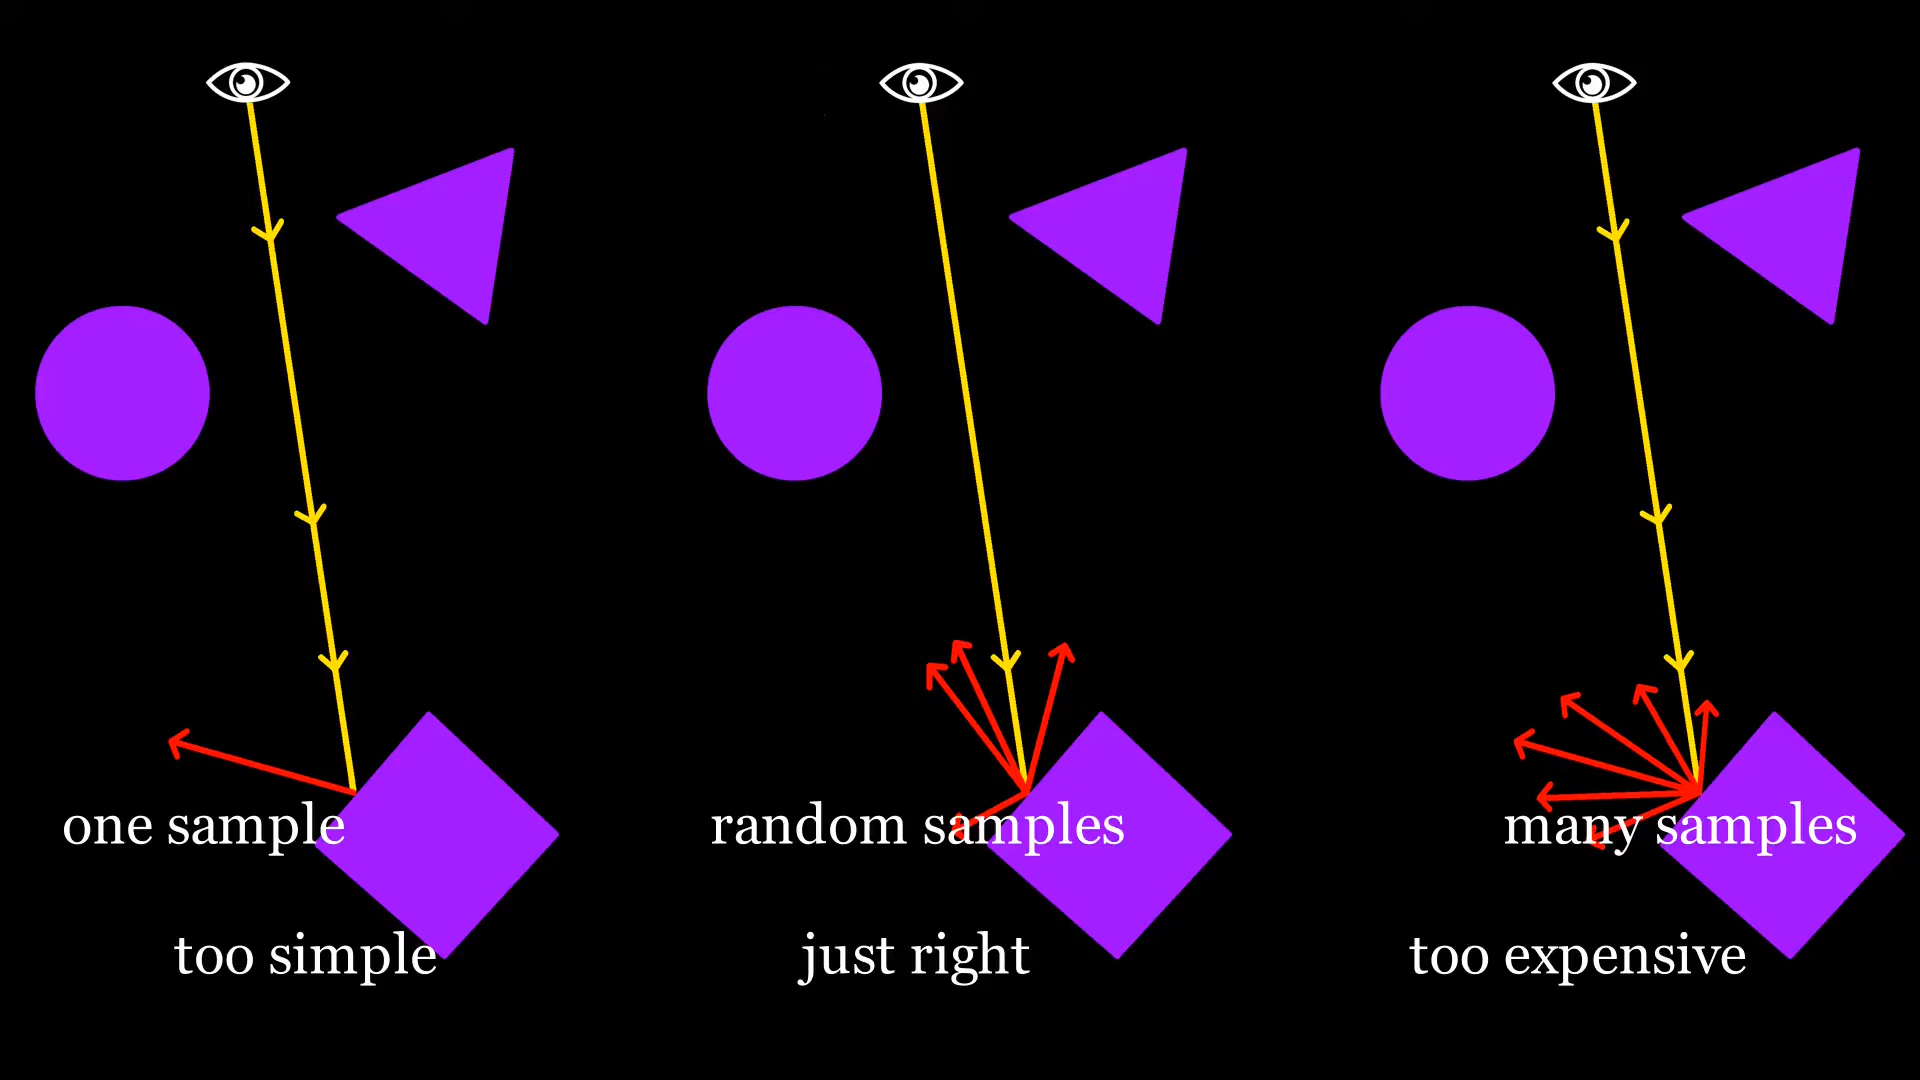 one sample
random samples
many samples
too simple
just right
too expensive